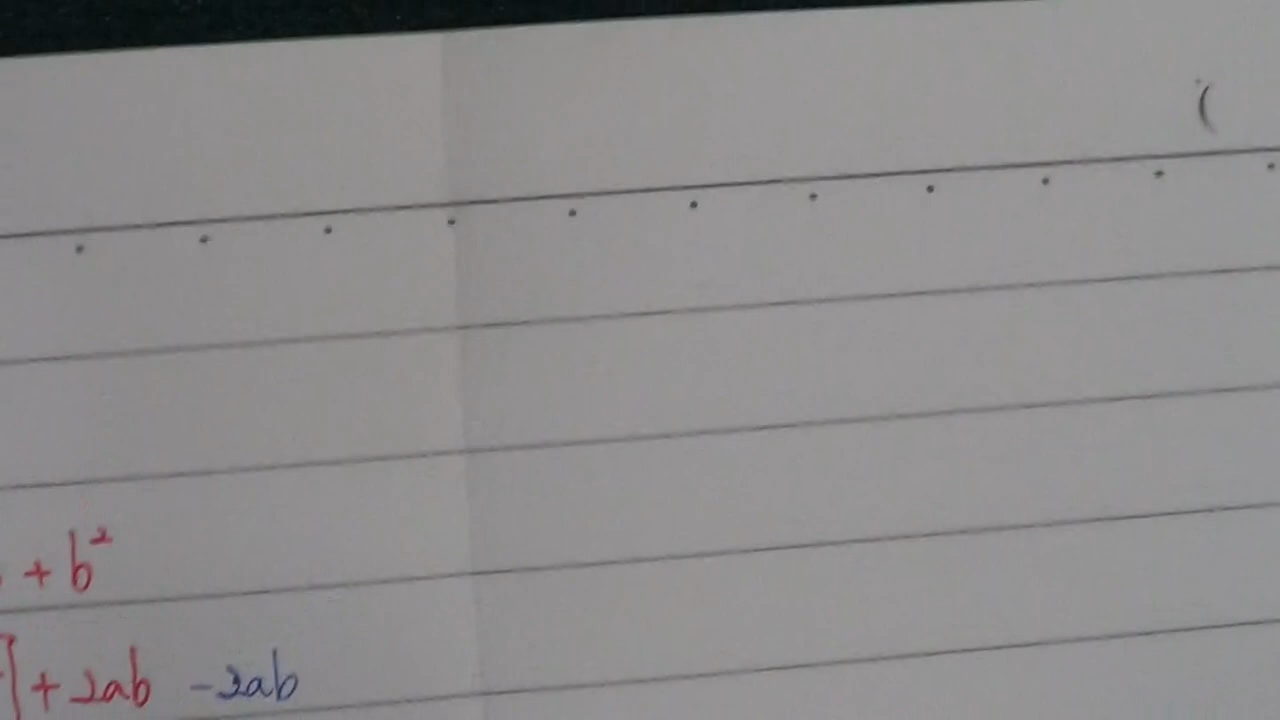 (
+ b²
] + 2ab - 2ab